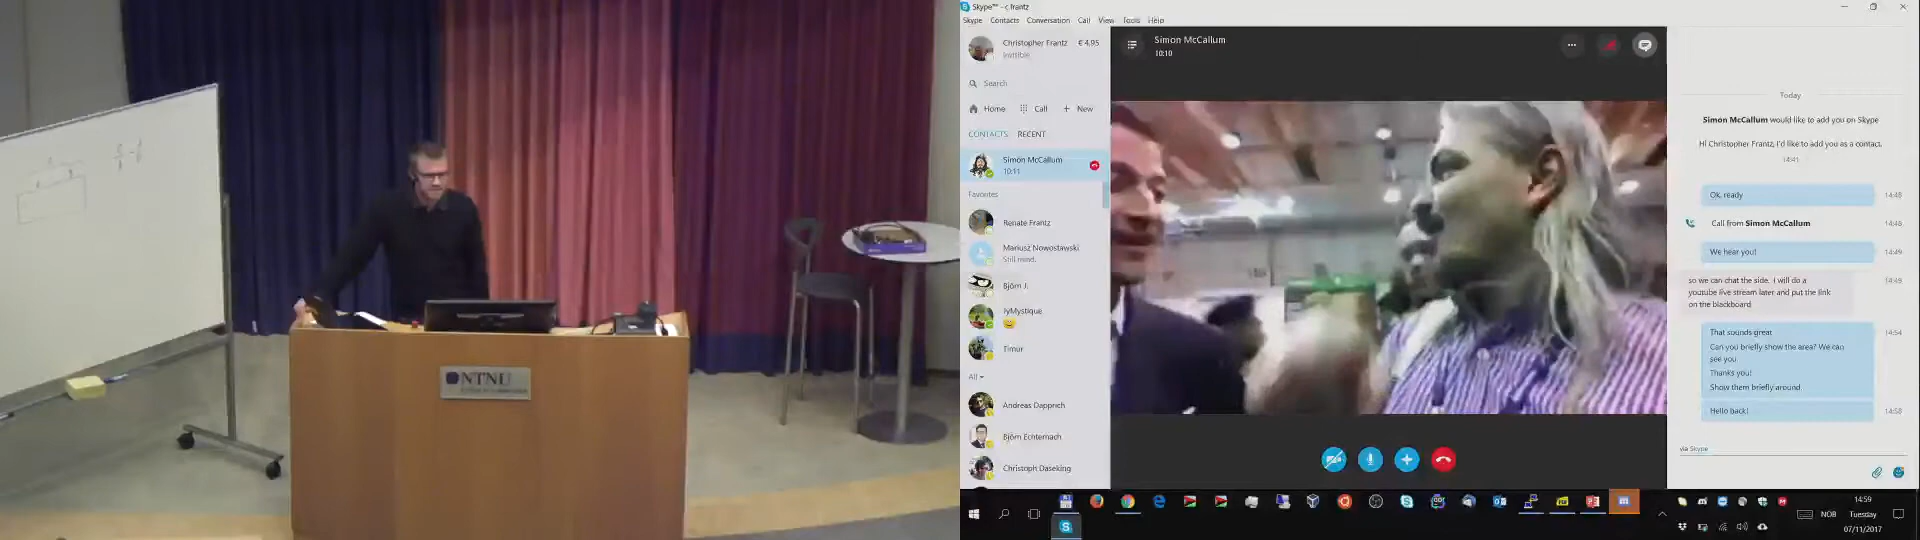 NTNU
Skype™ - c.frantz
Skype Contacts Conversation Call View Tools Help
Christopher Frantz € 4,95
Invisible
Search
Home Call New
CONTACTS RECENT
Simon McCallum
10:11
Favorites
Renate Frantz
Mariusz Nowostawski
Still mind.
Björn J.
IyMystique
Timur
All
Andreas Dapprich
Björn Echternach
Christoph Daseking
Simon McCallum
10:10
Today
Simon McCallum would like to add you on Skype
Hi Christopher Frantz, I'd like to add you as a contact.
14:41
Ok, ready 14:48
Call from Simon McCallum 14:48
We hear you! 14:49
so we can chat the side. I will do a 14:49
youtube live stream later and put the link
on the blackboard
That sounds great 14:54
Can you briefly show the area? We can
see you
Thanks you!
Show them briefly around
Hello back! 14:58
via Skype
14:59
NOB Tuesday
07/11/2017